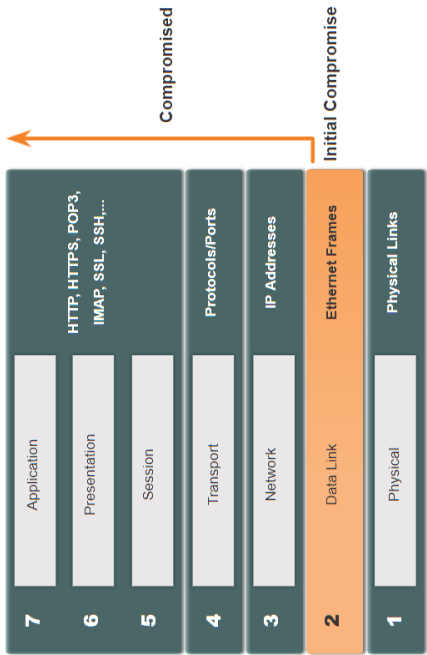 7 Application
6 Presentation
5 Session
HTTP, HTTPS, POP3,
IMAP, SSL, SSH,...
4 Transport Protocols/Ports
3 Network IP Addresses
2 Data Link Ethernet Frames
1 Physical Physical Links
Compromised
Initial Compromise